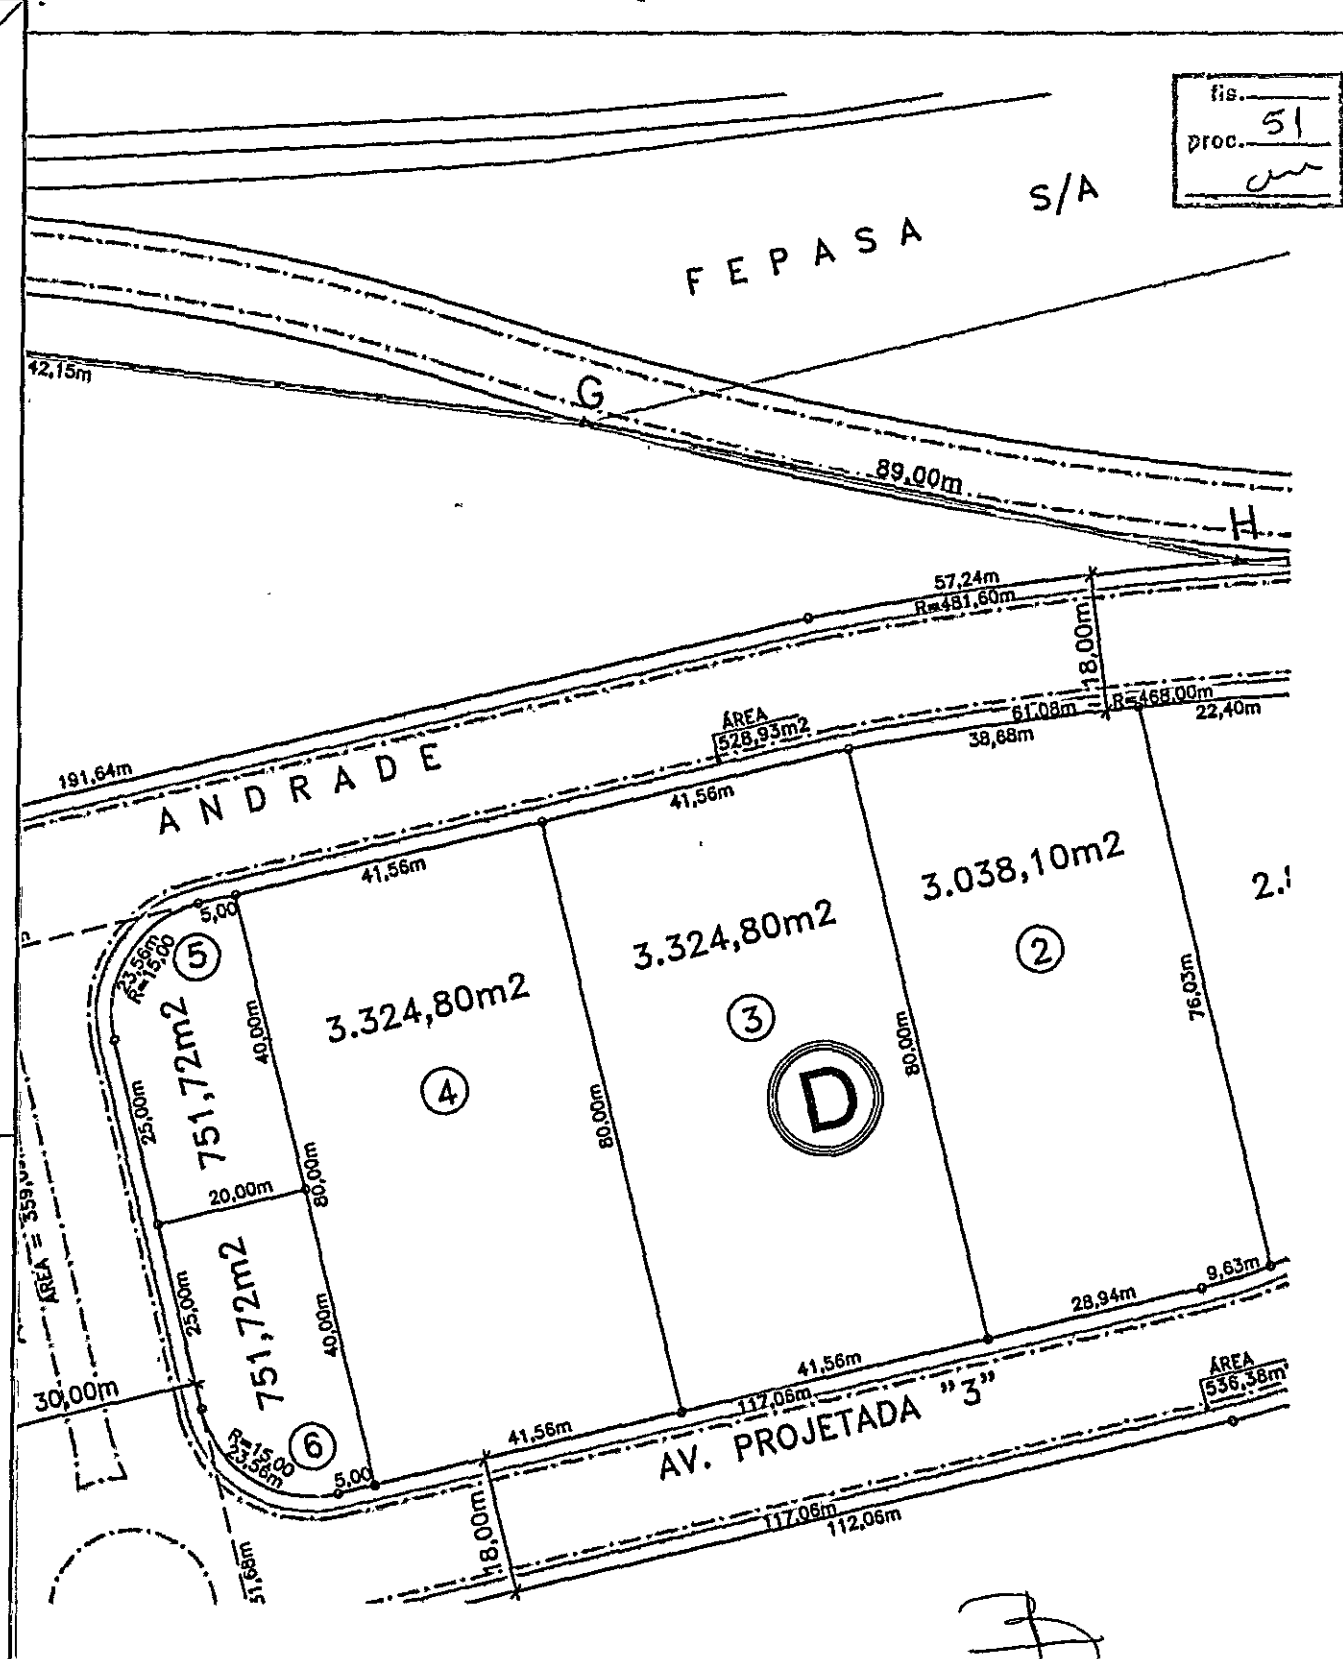 fls.
proc. 51
S/A
FEPASA
42,15m
G
89,00m
H
57,24m
R=481,60m
18,00m
R=468,00m
61,08m
22,40m
38,68m
ÁREA
528,93m2
191,64m
ANDRADE
41,56m
41,56m
5,00
23,56m
R=15,00
5
751,72m2
40,00m
3.324,80m2
4
3.324,80m2
3
3.038,10m2
2
76,03m
80,00m
80,00m
D
25,00m
20,00m
80,00m
25,00m
751,72m2
40,00m
ÁREA = 359,
30,00m
R=15,00
23,56m
6
5,00
41,56m
41,56m
117,06m
28,94m
9,63m
AV. PROJETADA "3"
ÁREA
536,38m
18,00m
117,06m
112,06m
51,68m